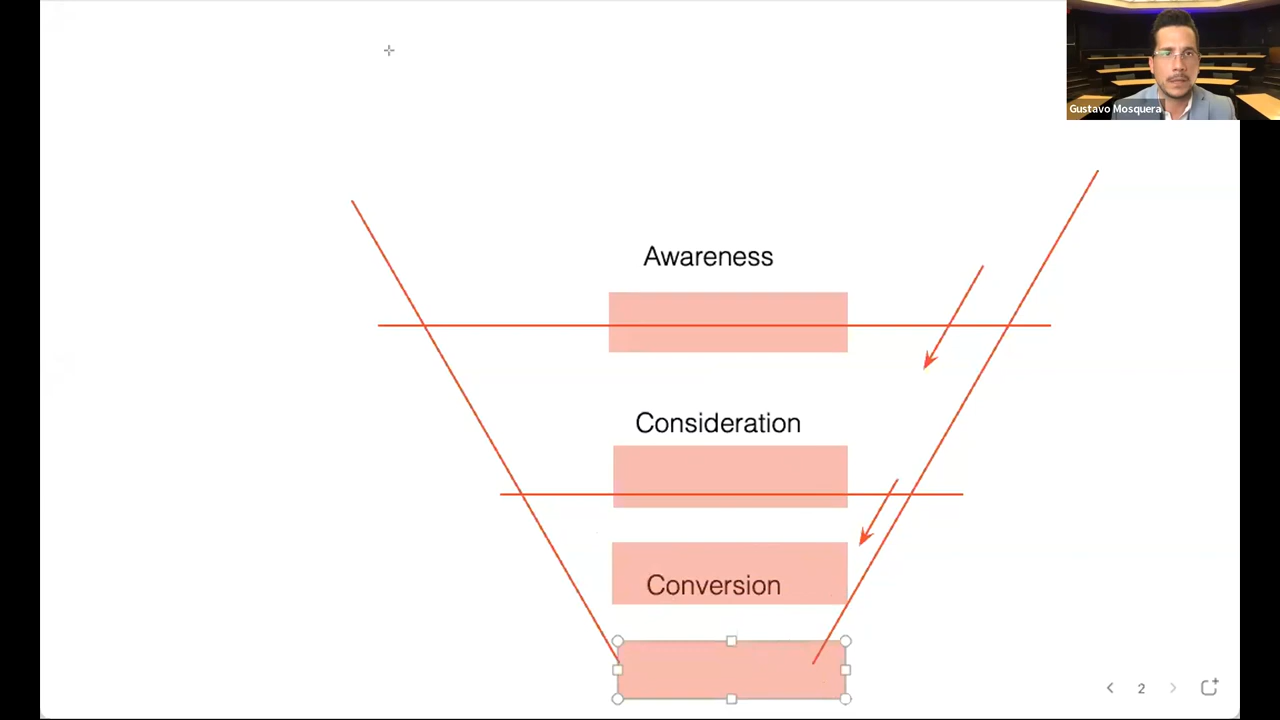 Gustavo Mosquera
Awareness
Consideration
Conversion
2